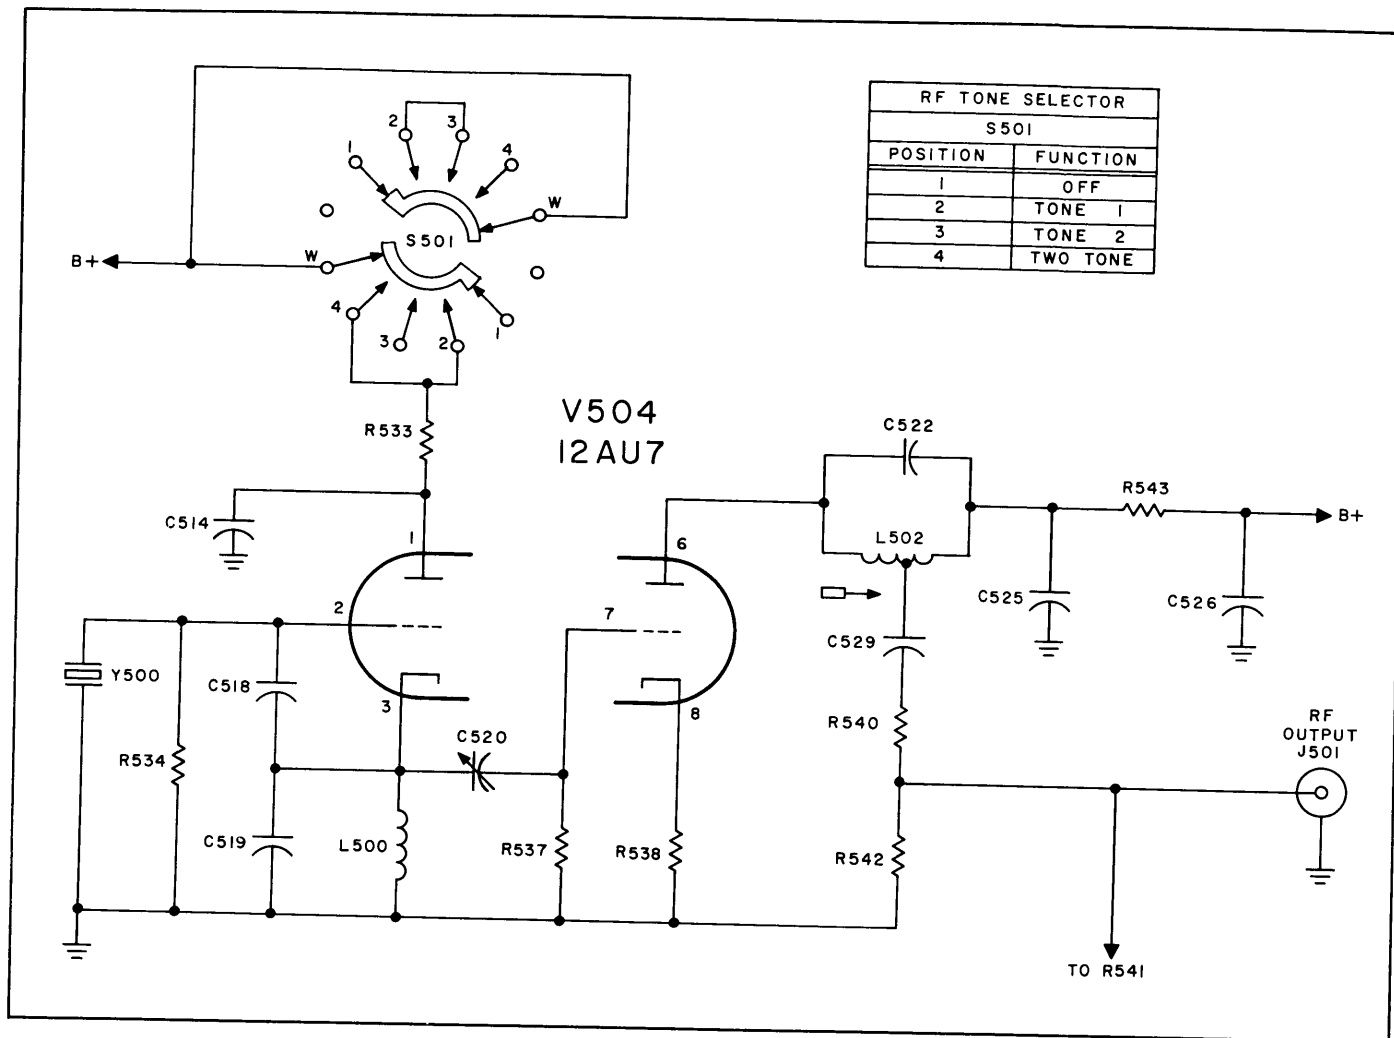 RF TONE SELECTOR
S501
POSITION FUNCTION
1 OFF
2 TONE 1
3 TONE 2
4 TWO TONE
2 3
1 4
W
S501
B+ W
4 1
3 2
R533
V504
12AU7
C522
R543
B+
C514
1
6
L502
2
7
C525
C526
C529
Y500
C518
3
8
R540
RF
OUTPUT
J501
C520
R534
C519
L500
R537
R538
R542
TO R541